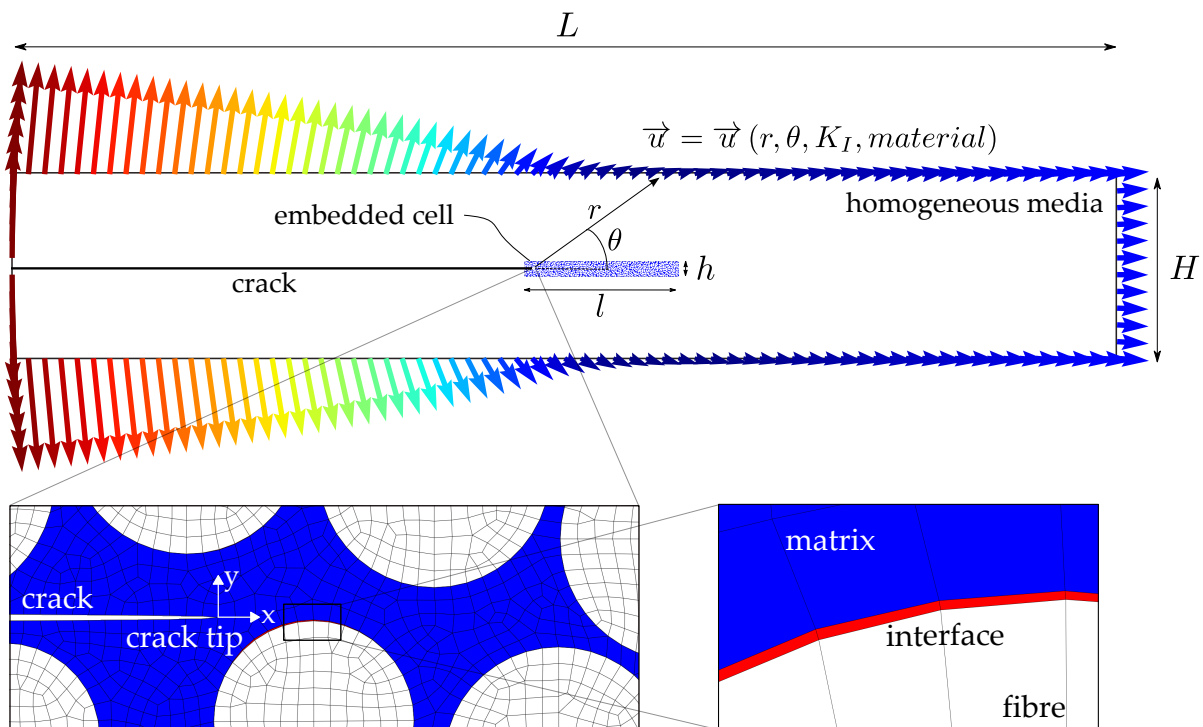 L
u = u (r, θ, K_I, material)
homogeneous media
embedded cell
r
θ
h
H
crack
l
matrix
y
crack
x
crack tip
interface
fibre